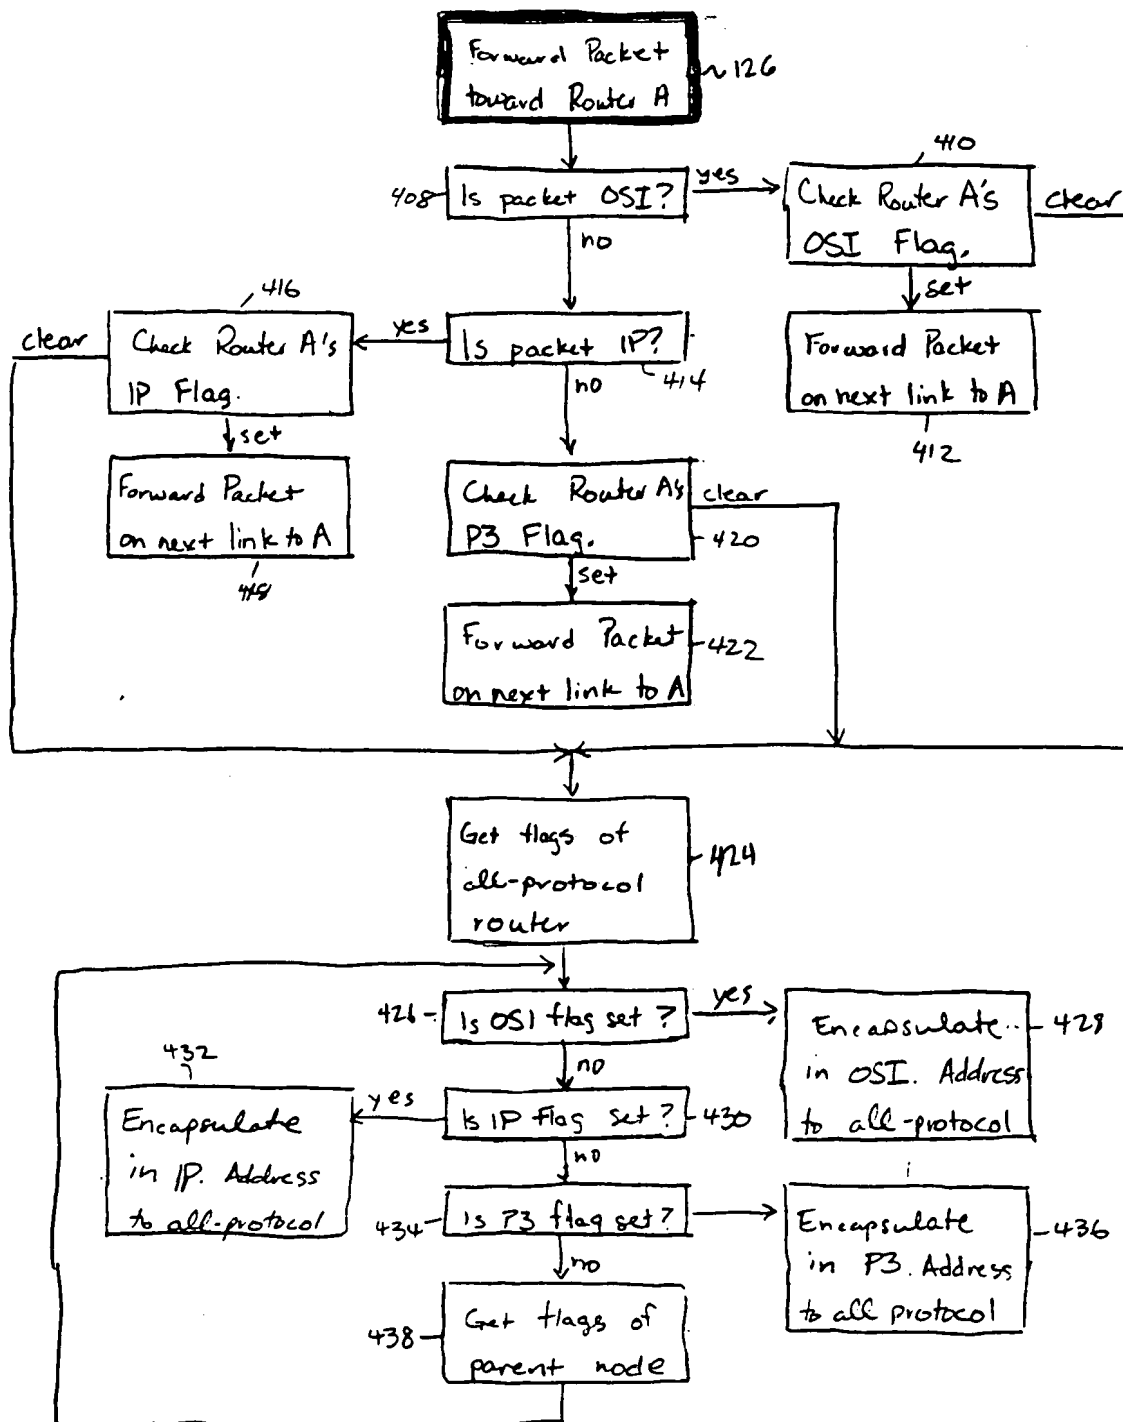 Forward Packet
toward Router A
126
408
Is packet OSI?
yes
410
Check Router A's
OSI Flag.
clear
no
set
416
clear
Check Router A's
IP Flag.
yes
Is packet IP?
414
no
Forward Packet
on next link to A
412
set
Forward Packet
on next link to A
418
Check Router A's
P3 Flag.
clear
420
set
Forward Packet
on next link to A
422
Get flags of
all-protocol
router
424
426
Is OSI flag set?
yes
Encapsulate
in OSI. Address
to all-protocol
428
no
432
Encapsulate
in IP. Address
to all-protocol
yes
Is IP flag set?
430
no
434
Is P3 flag set?
Encapsulate
in P3. Address
to all protocol
436
no
438
Get flags of
parent node